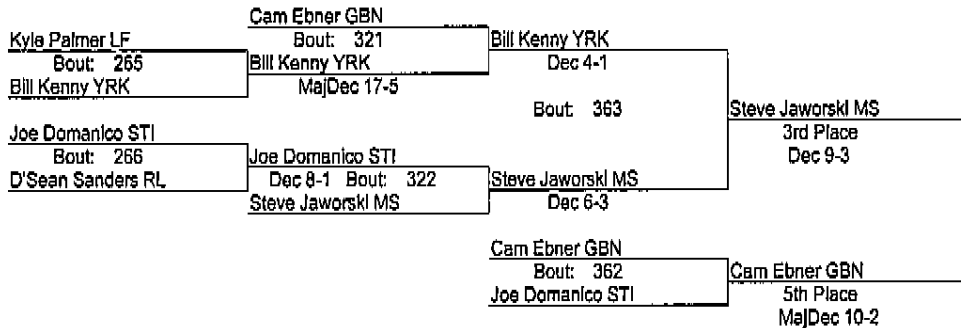 Cam Ebner GBN
Kyle Palmer LF
Bout: 321
Bill Kenny YRK
Bout: 265
Bill Kenny YRK
Dec 4-1
Bill Kenny YRK
MajDec 17-5
Bout: 363
Steve Jaworski MS
Joe Domanico STI
3rd Place
Bout: 266
Joe Domanico STI
Dec 9-3
D'Sean Sanders RL
Dec 8-1 Bout: 322
Steve Jaworski MS
Steve Jaworski MS
Dec 6-3
Cam Ebner GBN
Bout: 362
Cam Ebner GBN
Joe Domanico STI
5th Place
MajDec 10-2